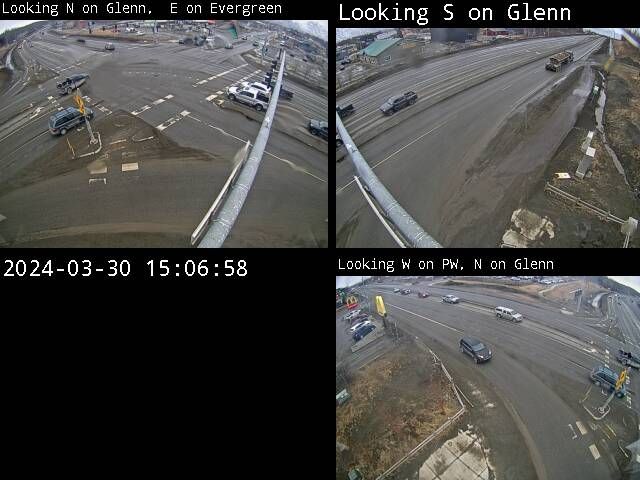 Looking N on Glenn,  E on Evergreen
Looking S on Glenn
2024-03-30 15:06:58
Looking W on PW, N on Glenn